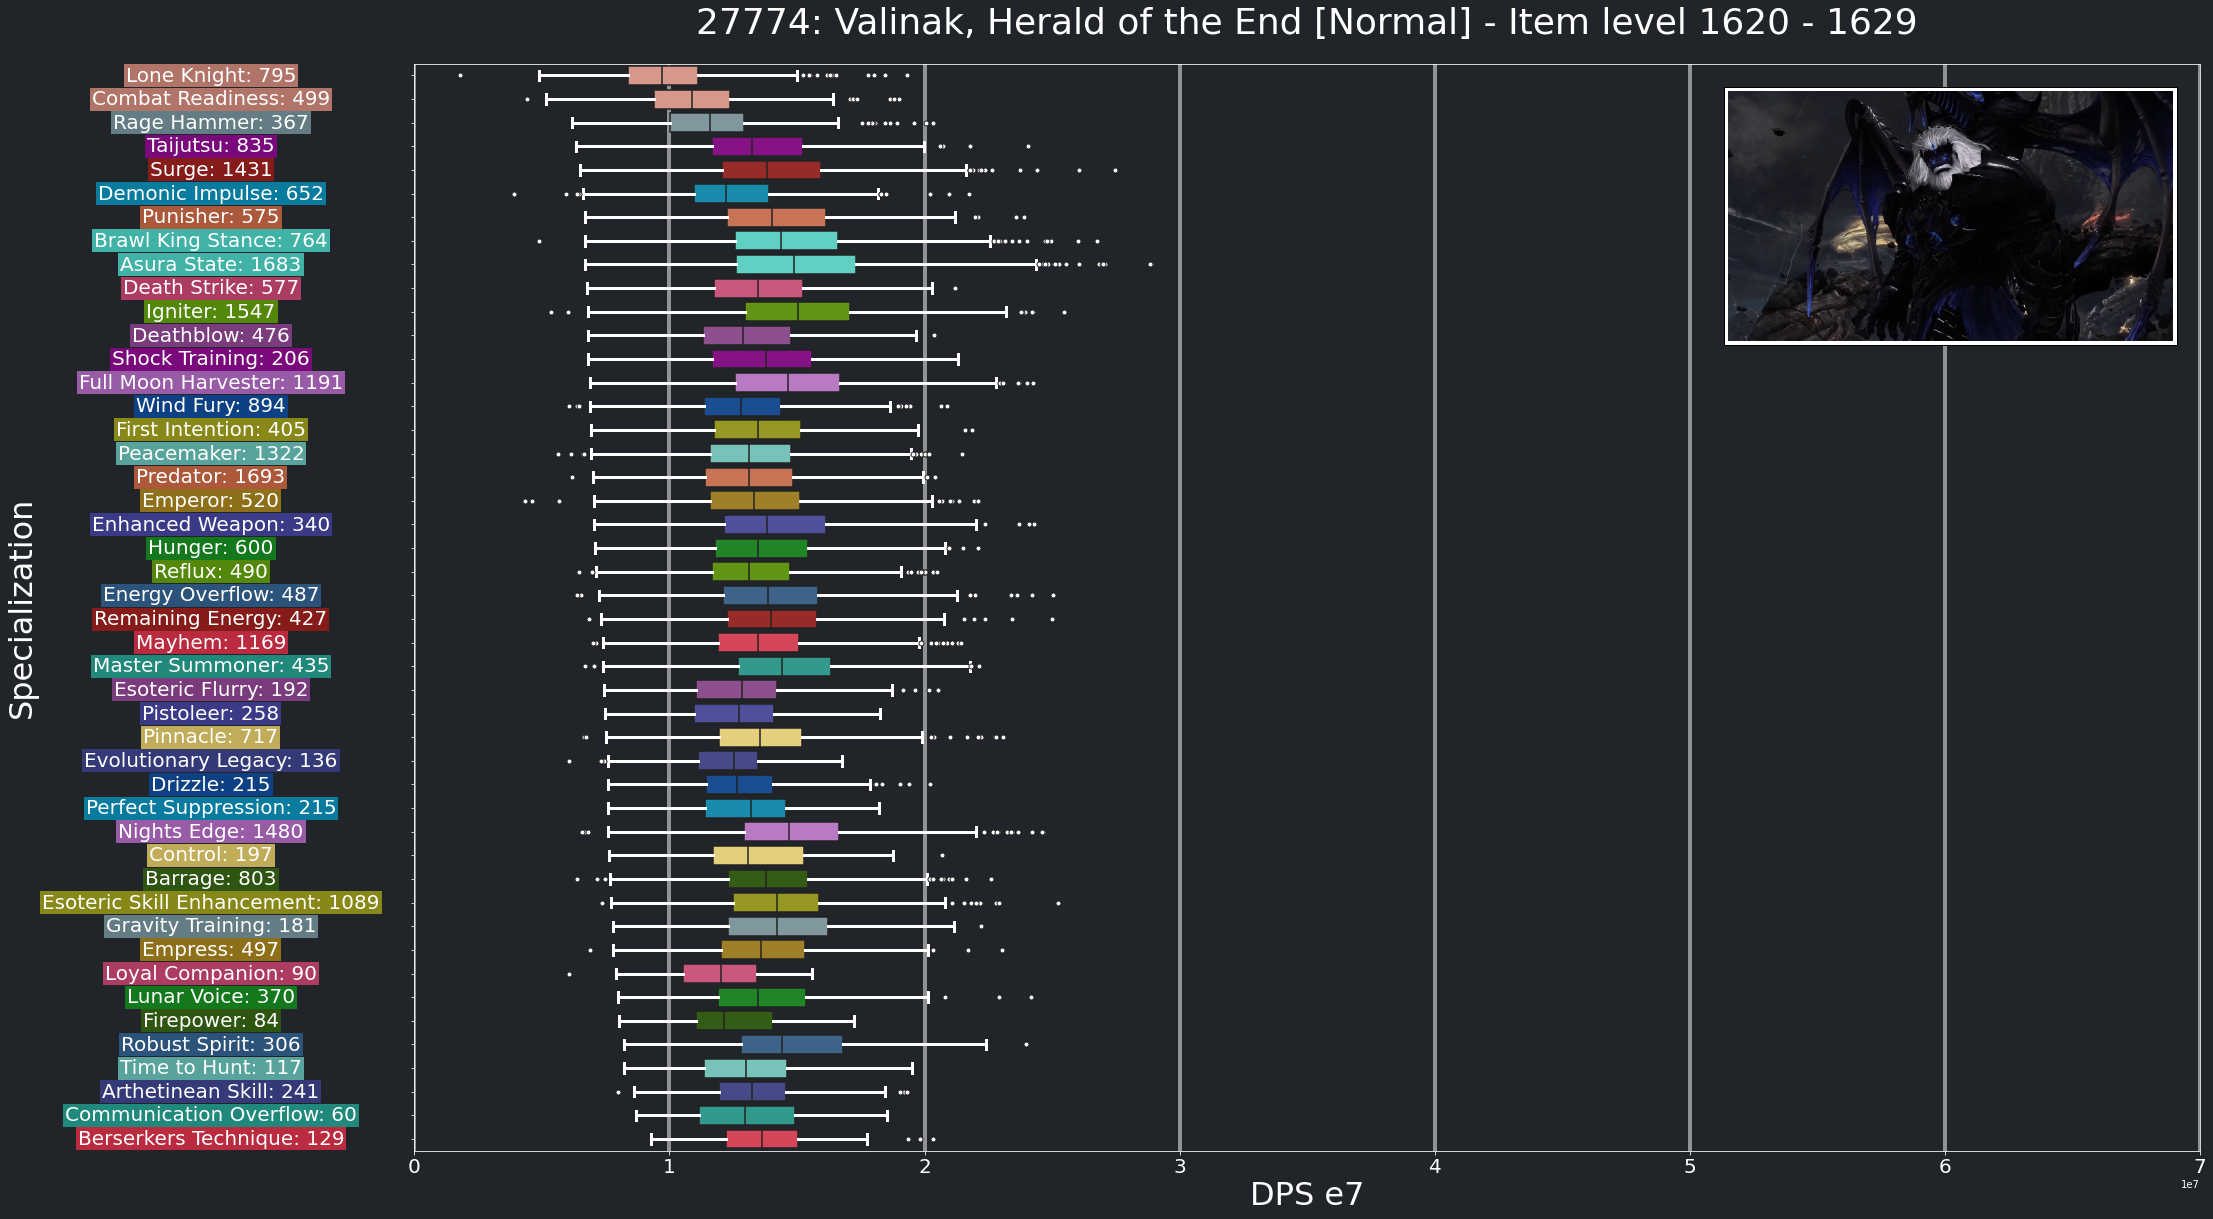 27774: Valinak, Herald of the End [Normal] - Item level 1620 - 1629
Specialization
Lone Knight: 795
Combat Readiness: 499
Rage Hammer: 367
Taijutsu: 835
Surge: 1431
Demonic Impulse: 652
Punisher: 575
Brawl King Stance: 764
Asura State: 1683
Death Strike: 577
Igniter: 1547
Deathblow: 476
Shock Training: 206
Full Moon Harvester: 1191
Wind Fury: 894
First Intention: 405
Peacemaker: 1322
Predator: 1693
Emperor: 520
Enhanced Weapon: 340
Hunger: 600
Reflux: 490
Energy Overflow: 487
Remaining Energy: 427
Mayhem: 1169
Master Summoner: 435
Esoteric Flurry: 192
Pistoleer: 258
Pinnacle: 717
Evolutionary Legacy: 136
Drizzle: 215
Perfect Suppression: 215
Nights Edge: 1480
Control: 197
Barrage: 803
Esoteric Skill Enhancement: 1089
Gravity Training: 181
Empress: 497
Loyal Companion: 90
Lunar Voice: 370
Firepower: 84
Robust Spirit: 306
Time to Hunt: 117
Arthetinean Skill: 241
Communication Overflow: 60
Berserkers Technique: 129
0 1 2 3 4 5 6 7
1e7
DPS e7